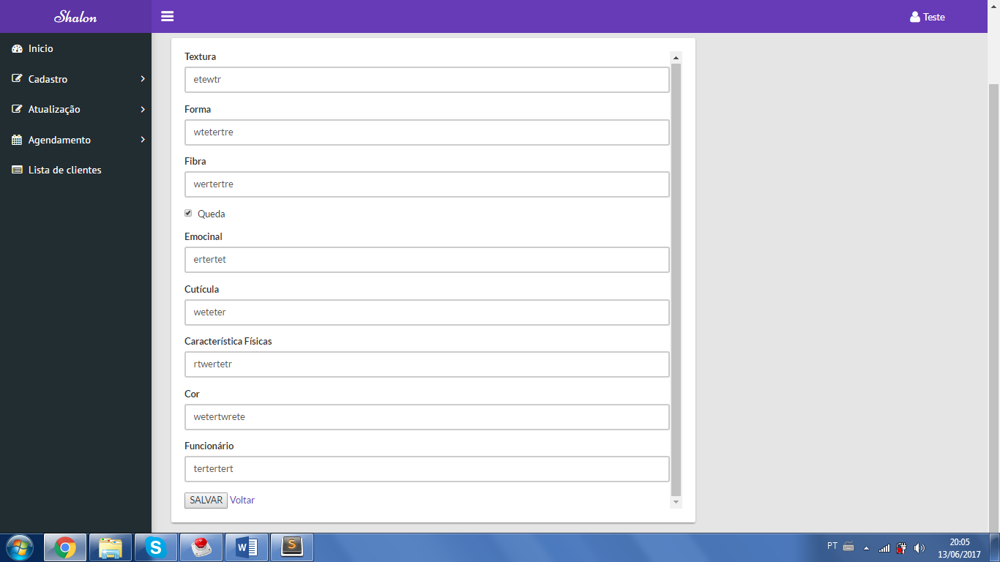 Shalon
Teste
Inicio
Cadastro
Atualização
Agendamento
Lista de clientes
Textura
etewtr
Forma
wtetertre
Fibra
wertertre
Queda
Emocinal
ertertet
Cutícula
weteter
Característica Físicas
rtwertetr
Cor
wetertwrete
Funcionário
tertertert
SALVAR Voltar
PT
20:05
13/06/2017